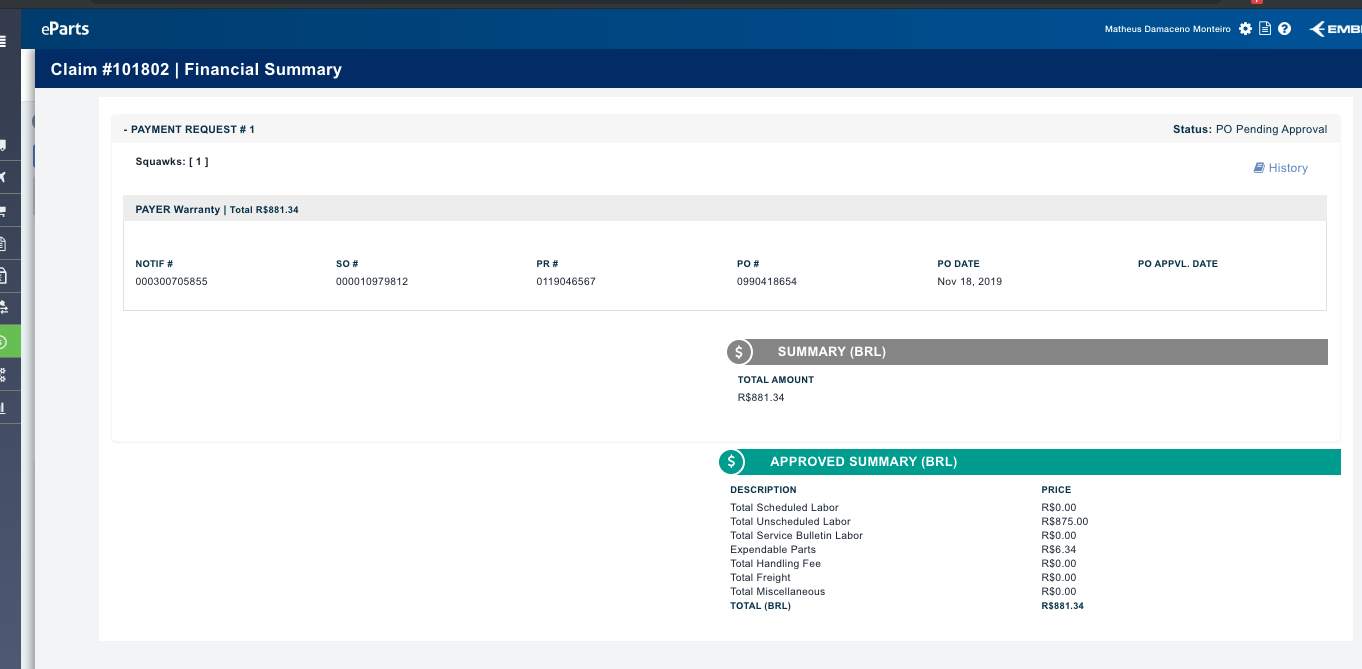 eParts
Matheus Damaceno Monteiro
Claim #101802 | Financial Summary
- PAYMENT REQUEST # 1
Status: PO Pending Approval
Squawks: [ 1 ]
History
PAYER Warranty | Total R$881.34
NOTIF # SO # PR # PO # PO DATE PO APPVL. DATE
000300705855 000010979812 0119046567 0990418654 Nov 18, 2019
$ SUMMARY (BRL)
TOTAL AMOUNT
R$881.34
$ APPROVED SUMMARY (BRL)
DESCRIPTION PRICE
Total Scheduled Labor R$0.00
Total Unscheduled Labor R$875.00
Total Service Bulletin Labor R$0.00
Expendable Parts R$6.34
Total Handling Fee R$0.00
Total Freight R$0.00
Total Miscellaneous R$0.00
TOTAL (BRL) R$881.34